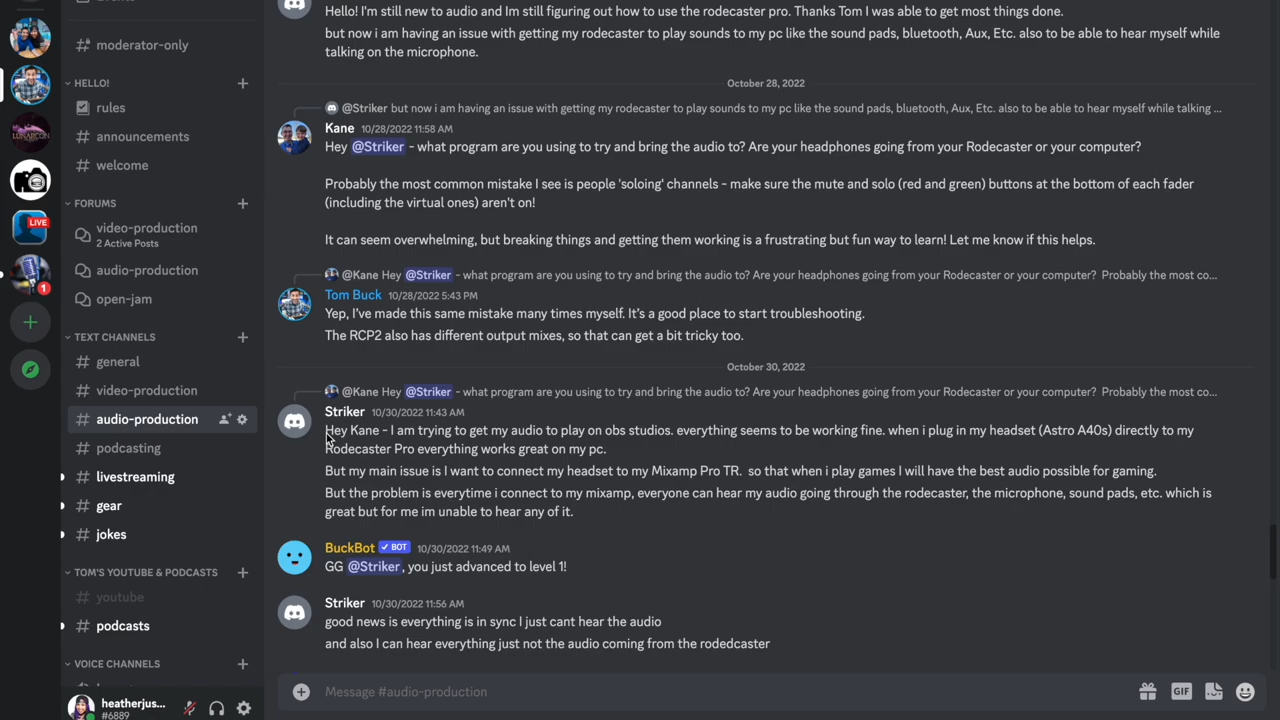 moderator-only
HELLO!
rules
announcements
welcome
FORUMS
video-production
2 Active Posts
audio-production
open-jam
TEXT CHANNELS
general
video-production
audio-production
podcasting
livestreaming
gear
jokes
TOM'S YOUTUBE & PODCASTS
youtube
podcasts
VOICE CHANNELS
heatherjus...
#6889
LUNARCON
LIVE
1
Hello! I'm still new to audio and Im still figuring out how to use the rodecaster pro. Thanks Tom I was able to get most things done.
but now i am having an issue with getting my rodecaster to play sounds to my pc like the sound pads, bluetooth, Aux, Etc. also to be able to hear myself while
talking on the microphone.
October 28, 2022
@Striker but now i am having an issue with getting my rodecaster to play sounds to my pc like the sound pads, bluetooth, Aux, Etc. also to be able to hear myself while talking ...
Kane 10/28/2022 11:58 AM
Hey @Striker - what program are you using to try and bring the audio to? Are your headphones going from your Rodecaster or your computer?
Probably the most common mistake I see is people 'soloing' channels - make sure the mute and solo (red and green) buttons at the bottom of each fader
(including the virtual ones) aren't on!
It can seem overwhelming, but breaking things and getting them working is a frustrating but fun way to learn! Let me know if this helps.
@Kane Hey @Striker - what program are you using to try and bring the audio to? Are your headphones going from your Rodecaster or your computer? Probably the most co...
Tom Buck 10/28/2022 5:43 PM
Yep, I've made this same mistake many times myself. It's a good place to start troubleshooting.
The RCP2 also has different output mixes, so that can get a bit tricky too.
October 30, 2022
@Kane Hey @Striker - what program are you using to try and bring the audio to? Are your headphones going from your Rodecaster or your computer? Probably the most co...
Striker 10/30/2022 11:43 AM
Hey Kane - I am trying to get my audio to play on obs studios. everything seems to be working fine. when i plug in my headset (Astro A40s) directly to my
Rodecaster Pro everything works great on my pc.
But my main issue is I want to connect my headset to my Mixamp Pro TR. so that when i play games I will have the best audio possible for gaming.
But the problem is everytime i connect to my mixamp, everyone can hear my audio going through the rodecaster, the microphone, sound pads, etc. which is
great but for me im unable to hear any of it.
BuckBot BOT 10/30/2022 11:49 AM
GG @Striker, you just advanced to level 1!
Striker 10/30/2022 11:56 AM
good news is everything is in sync I just cant hear the audio
and also I can hear everything just not the audio coming from the rodedcaster
Message #audio-production
GIF